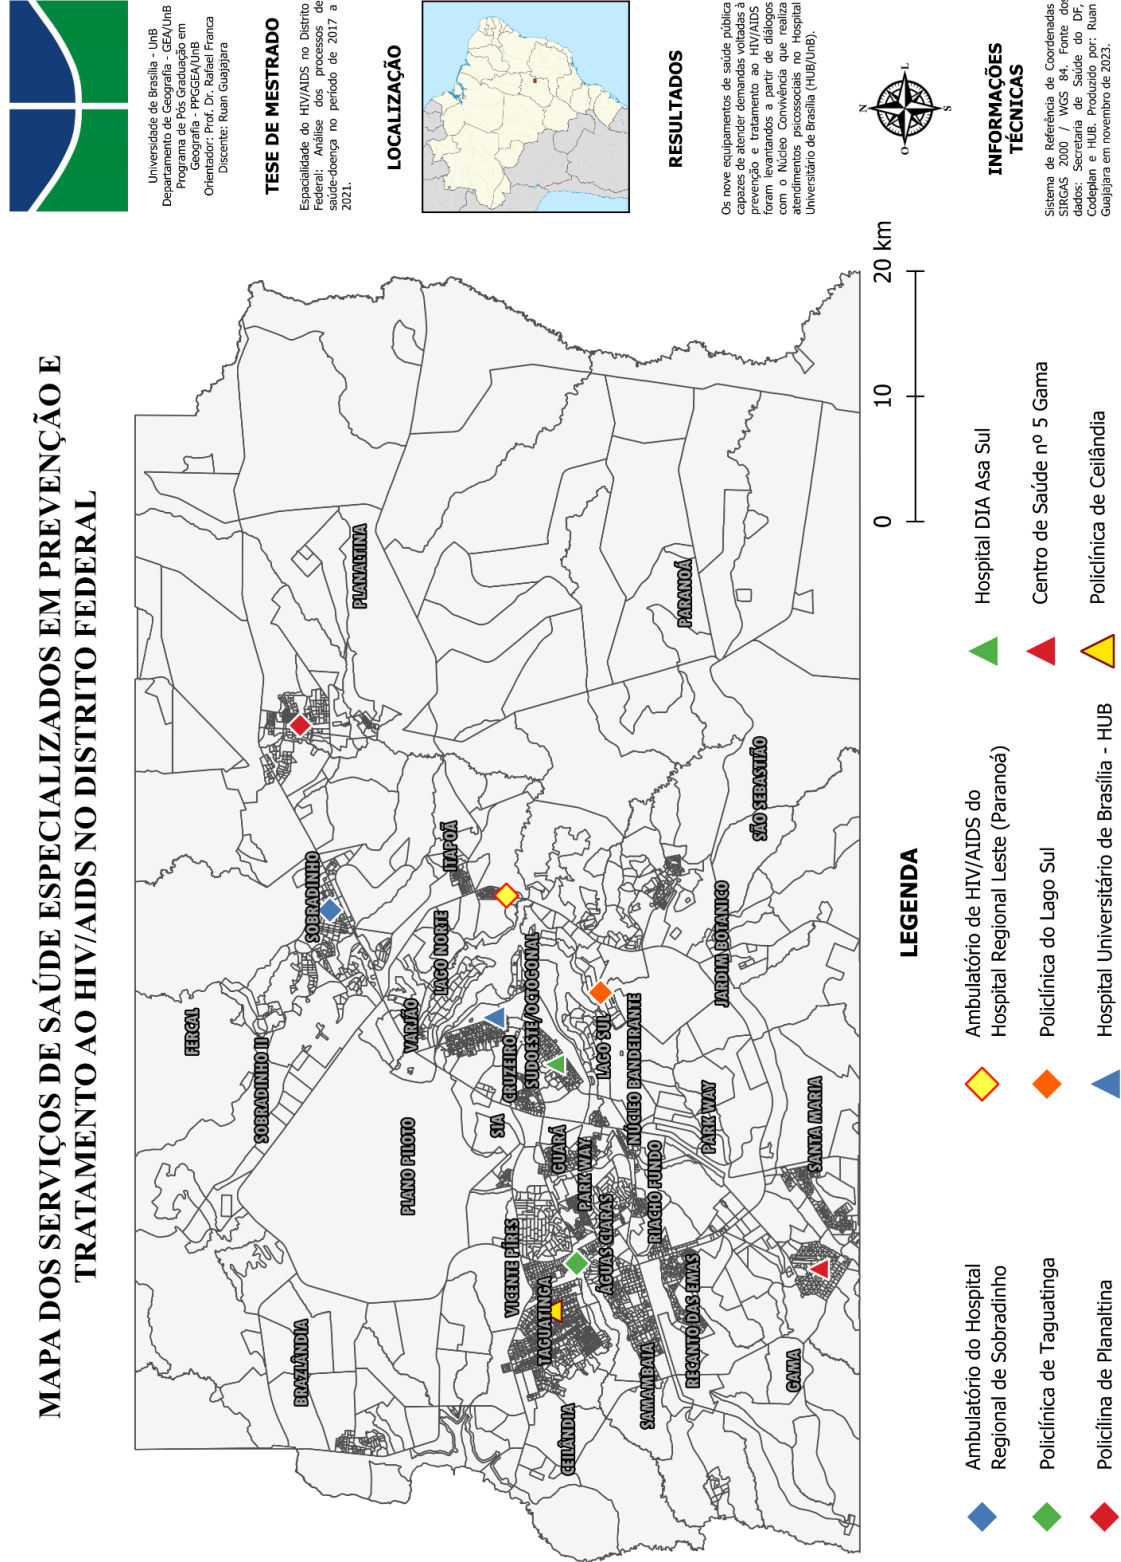 MAPA DOS SERVIÇOS DE SAÚDE ESPECIALIZADOS EM PREVENÇÃO E
TRATAMENTO AO HIV/AIDS NO DISTRITO FEDERAL
Universidade de Brasília - UnB
Departamento de Geografia - GEA/UnB
Programa de Pós Graduação em
Geografia - PPGGEA/UnB
Orientador: Prof. Dr. Rafael Franca
Discente: Ruan Guajajara
TESE DE MESTRADO
Espacialidade do HIV/AIDS no Distrito
Federal: Análise dos processos de
saúde-doença no período de 2017 a
2021.
LOCALIZAÇÃO
RESULTADOS
Os nove equipamentos de saúde pública
capazes de atender demandas voltadas à
prevenção e tratamento ao HIV/AIDS
foram levantados a partir de diálogos
com o Núcleo Convivência que realiza
atendimentos psicossociais no Hospital
Universitário de Brasília (HUB/UnB).
N
L
O
S
INFORMAÇÕES
TÉCNICAS
Sistema de Referência de Coordenadas
SIRGAS 2000 / WGS 84. Fonte dos
dados: Secretaria de Saúde do DF,
Codeplan e HUB. Produzido por: Ruan
Guajajara em novembro de 2023.
FERCAL
SOBRADINHO II
SOBRADINHO
PLANALTINA
BRAZLÂNDIA
PLANO PILOTO
VARJÃO
LAGO NORTE
ITAPOÃ
SIA
CRUZEIRO
SUDOESTE/OCTOGONAL
VICENTE PIRES
TAGUATINGA
GUARÁ
PARK WAY
CEILÂNDIA
ÁGUAS CLARAS
LAGO SUL
NÚCLEO BANDEIRANTE
RIACHO FUNDO
SAMAMBAIA
PARANOÁ
RECANTO DAS EMAS
PARK WAY
JARDIM BOTANICO
SÃO SEBASTIÃO
GAMA
SANTA MARIA
0 10 20 km
LEGENDA
Ambulatório do Hospital
Regional de Sobradinho
Policlínica de Taguatinga
Policílina de Planaltina
Ambulatório de HIV/AIDS do
Hospital Regional Leste (Paranoá)
Policlínica do Lago Sul
Hospital Universitário de Brasília - HUB
Hospital DIA Asa Sul
Centro de Saúde nº 5 Gama
Policlínica de Ceilândia